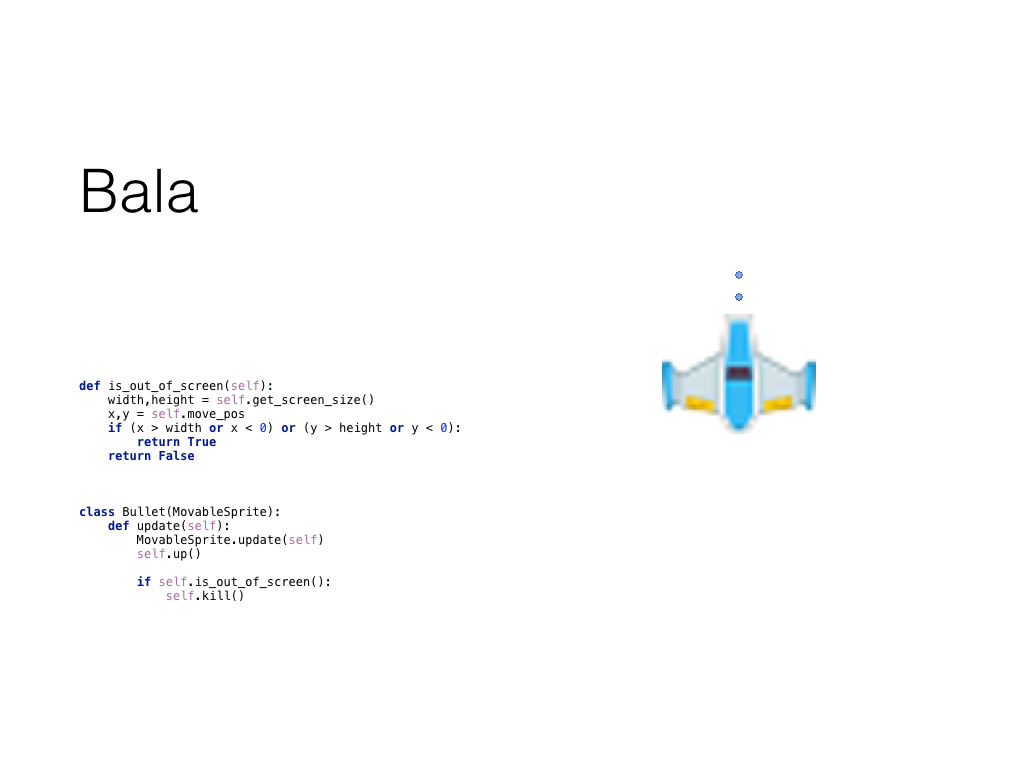 Bala
def is_out_of_screen(self):
    width,height = self.get_screen_size()
    x,y = self.move_pos
    if (x > width or x < 0) or (y > height or y < 0):
        return True
    return False
class Bullet(MovableSprite):
    def update(self):
        MovableSprite.update(self)
        self.up()
        if self.is_out_of_screen():
            self.kill()